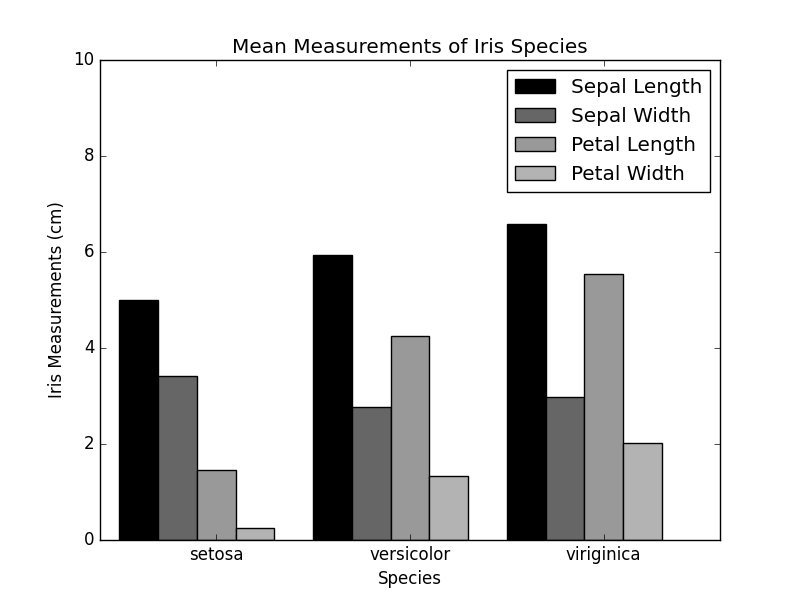 Mean Measurements of Iris Species
10
8
6
4
2
0
Iris Measurements (cm)
Sepal Length
Sepal Width
Petal Length
Petal Width
setosa
versicolor
viriginica
Species